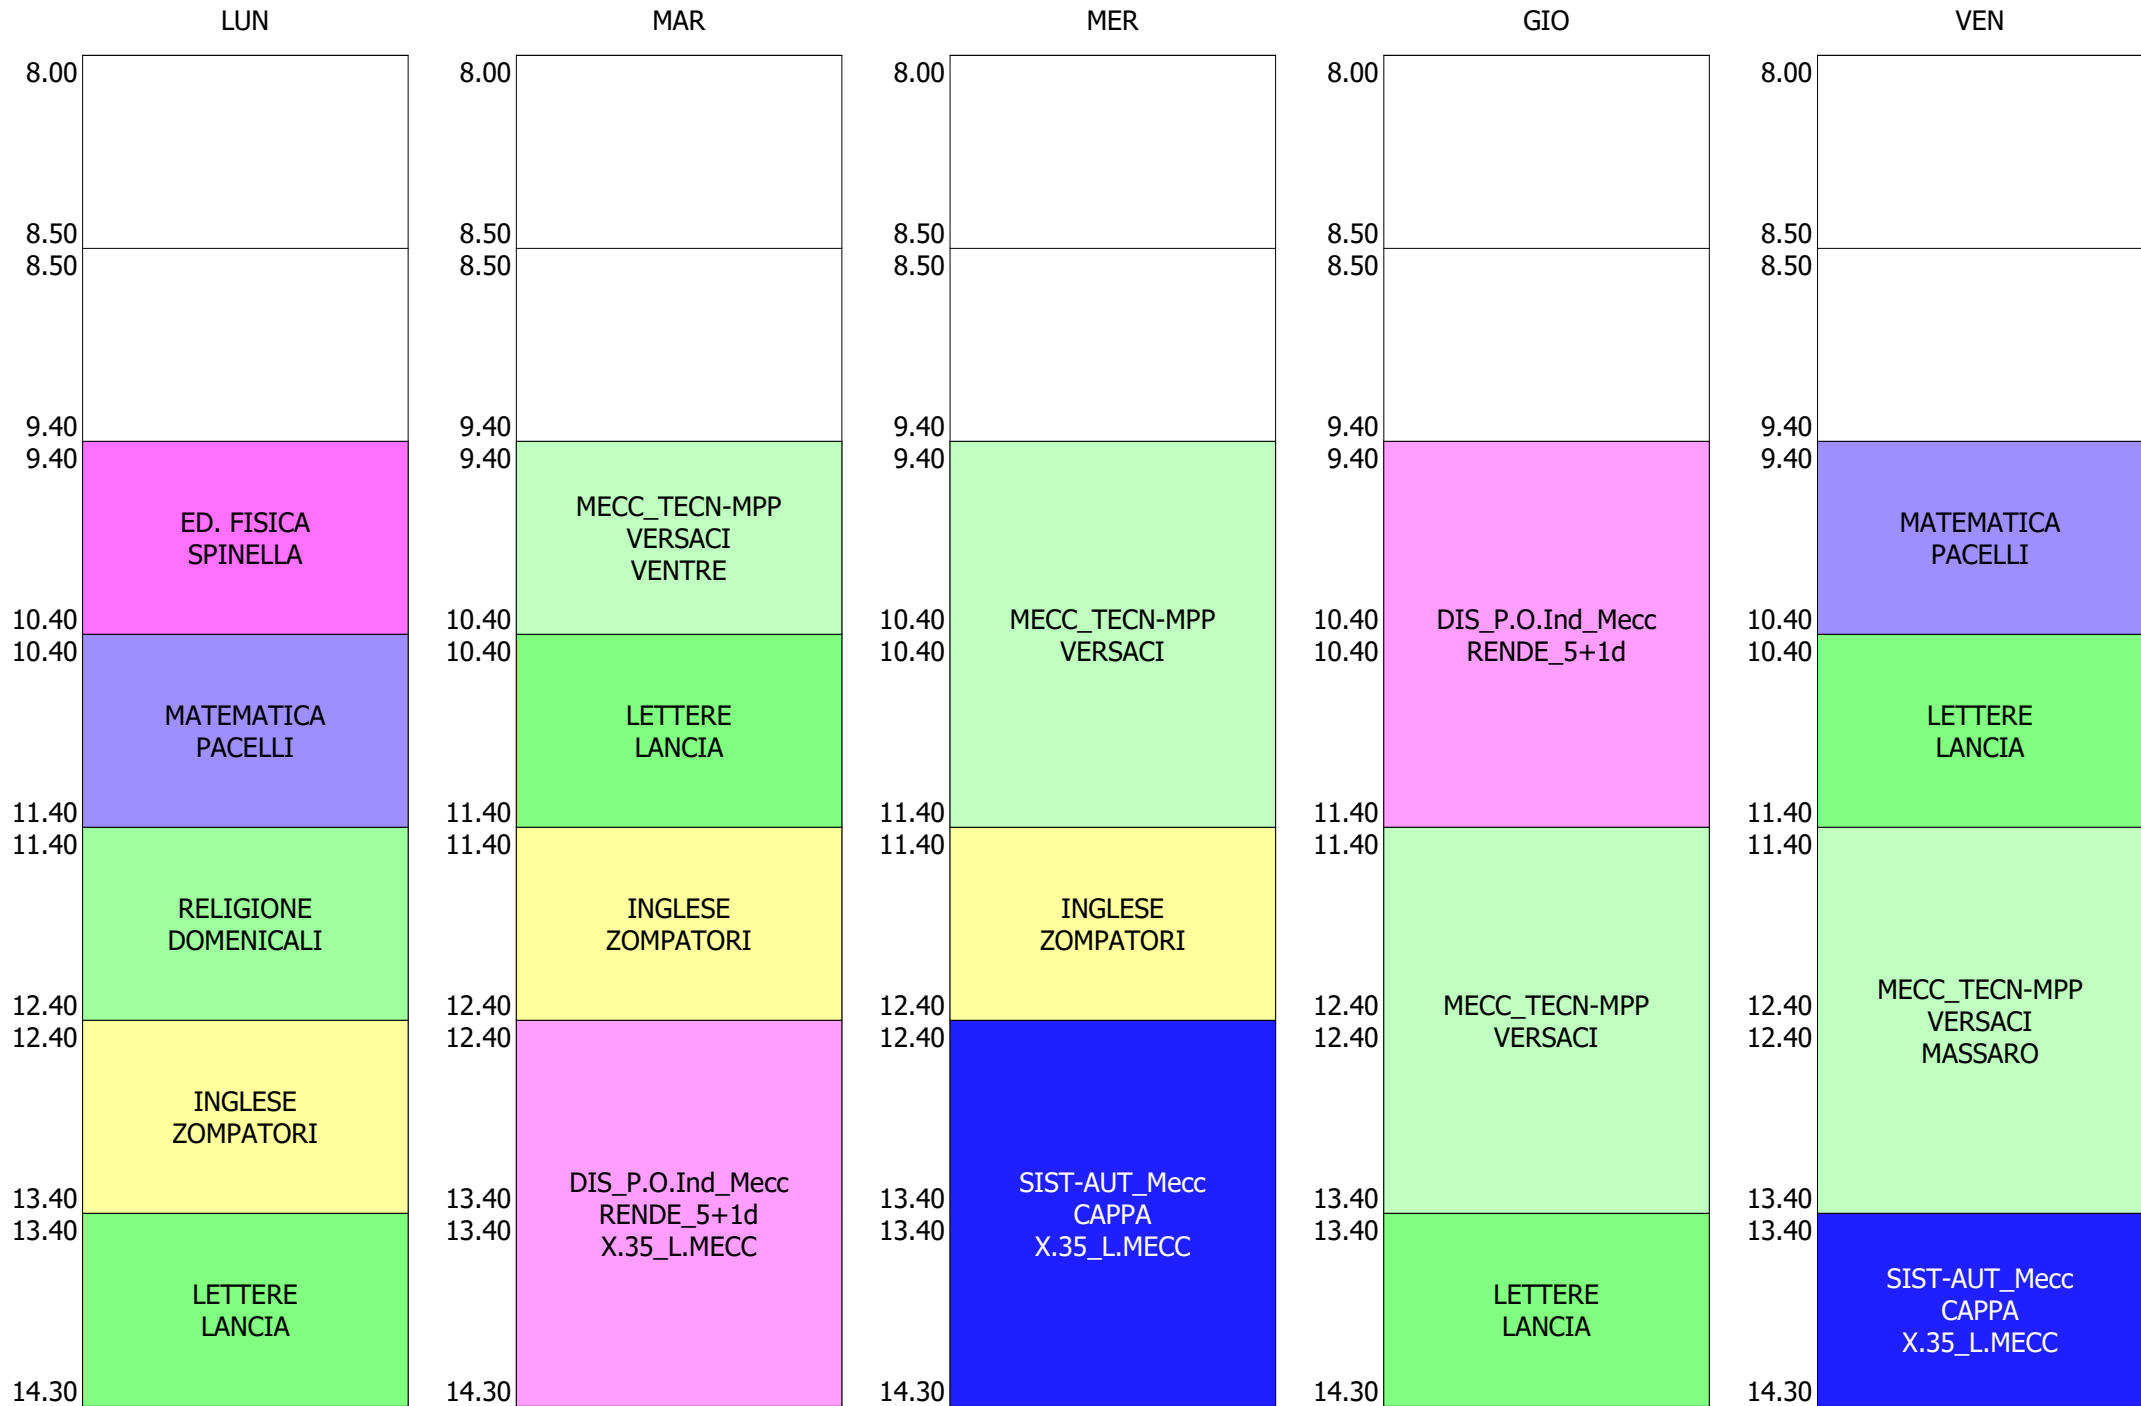 LUN
8.00
8.50
8.50
9.40
9.40
ED. FISICA
SPINELLA
10.40
10.40
MATEMATICA
PACELLI
11.40
11.40
RELIGIONE
DOMENICALI
12.40
12.40
INGLESE
ZOMPATORI
13.40
13.40
LETTERE
LANCIA
14.30
MAR
8.00
8.50
8.50
9.40
9.40
MECC_TECN-MPP
VERSACI
VENTRE
10.40
10.40
LETTERE
LANCIA
11.40
11.40
INGLESE
ZOMPATORI
12.40
12.40
DIS_P.O.Ind_Mecc
13.40
RENDE_5+1d
13.40
X.35_L.MECC
14.30
MER
8.00
8.50
8.50
9.40
9.40
10.40
MECC_TECN-MPP
10.40
VERSACI
11.40
11.40
INGLESE
ZOMPATORI
12.40
12.40
SIST-AUT_Mecc
13.40
CAPPA
13.40
X.35_L.MECC
14.30
GIO
8.00
8.50
8.50
9.40
9.40
10.40
DIS_P.O.Ind_Mecc
10.40
RENDE_5+1d
11.40
11.40
12.40
MECC_TECN-MPP
12.40
VERSACI
13.40
13.40
LETTERE
LANCIA
14.30
VEN
8.00
8.50
8.50
9.40
9.40
MATEMATICA
PACELLI
10.40
10.40
LETTERE
LANCIA
11.40
11.40
MECC_TECN-MPP
12.40
VERSACI
12.40
MASSARO
13.40
13.40
SIST-AUT_Mecc
CAPPA
X.35_L.MECC
14.30